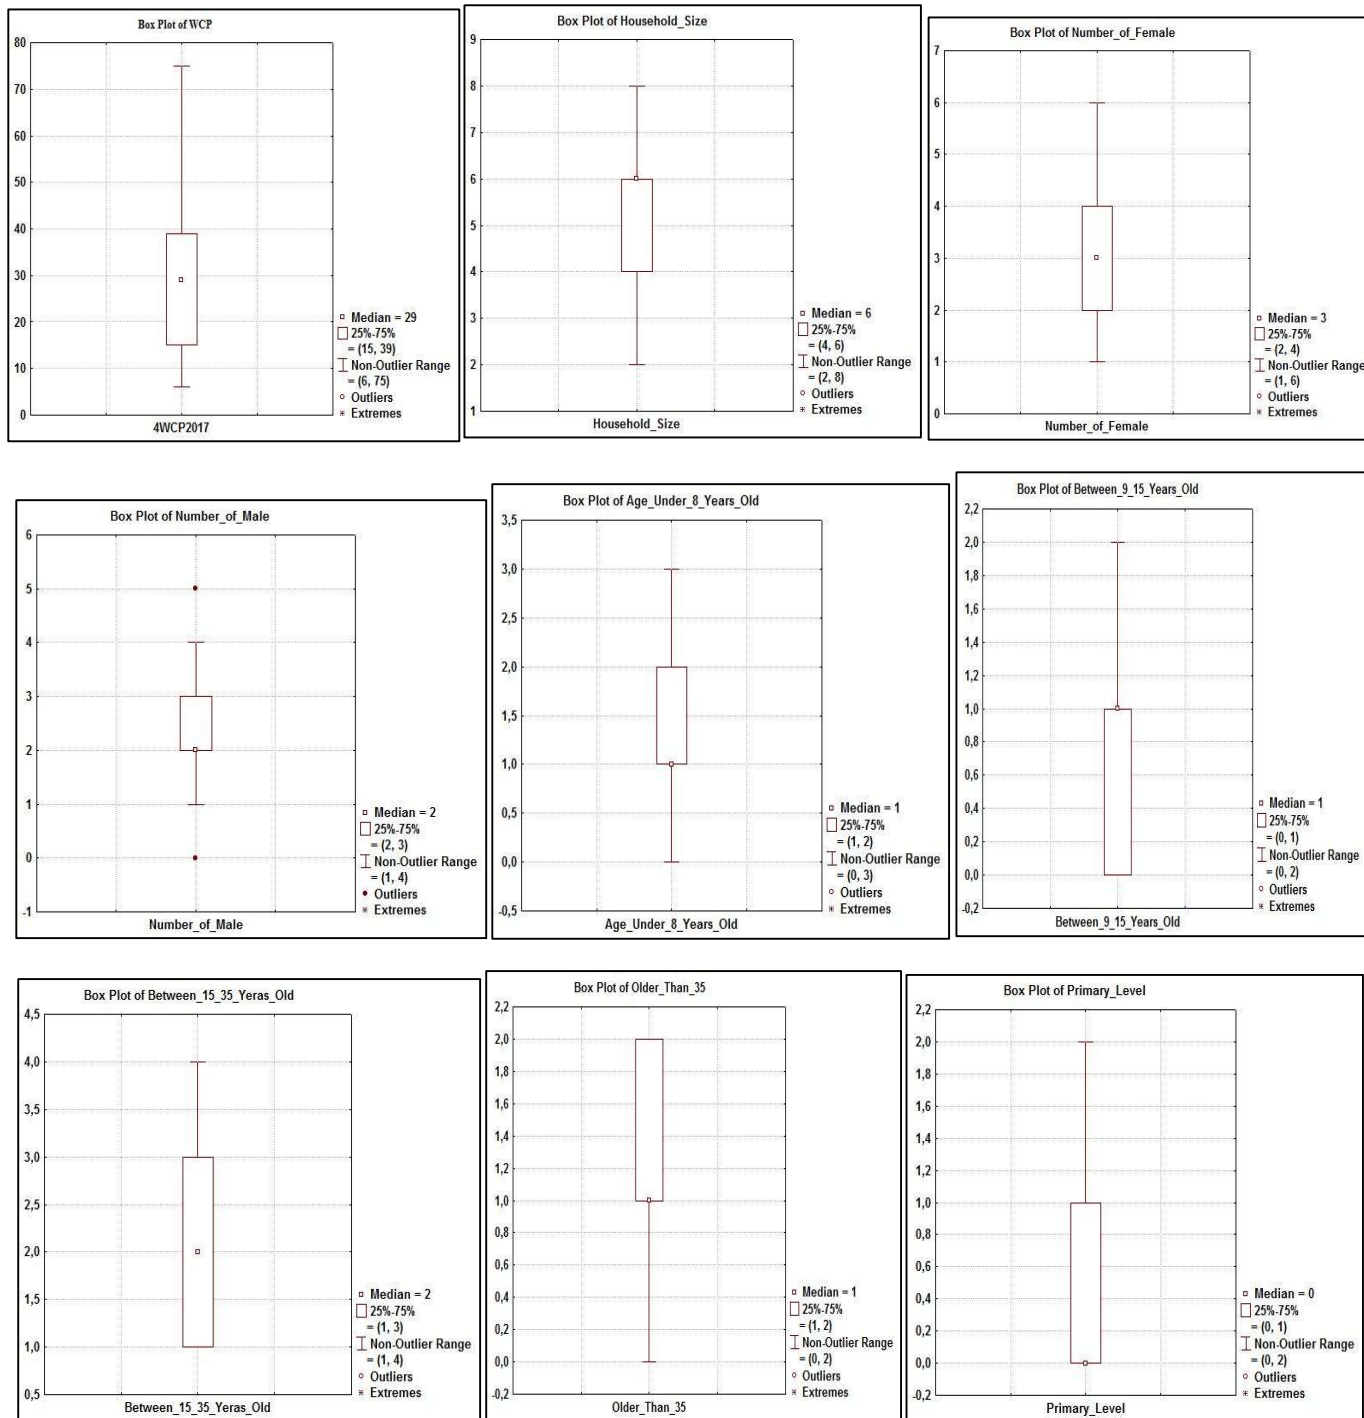 Box Plot of WCP
80
70
60
50
40
30
20
10
0
4WCP2017
Median = 29
25%-75%
= (15, 39)
Non-Outlier Range
= (6, 75)
Outliers
Extremes
Box Plot of Household_Size
9
8
7
6
5
4
3
2
1
Household_Size
Median = 6
25%-75%
= (4, 6)
Non-Outlier Range
= (2, 8)
Outliers
Extremes
Box Plot of Number_of_Female
7
6
5
4
3
2
1
0
Number_of_Female
Median = 3
25%-75%
= (2, 4)
Non-Outlier Range
= (1, 6)
Outliers
Extremes
Box Plot of Number_of_Male
6
5
4
3
2
1
0
-1
Number_of_Male
Median = 2
25%-75%
= (2, 3)
Non-Outlier Range
= (1, 4)
Outliers
Extremes
Box Plot of Age_Under_8_Years_Old
3,5
3,0
2,5
2,0
1,5
1,0
0,5
0,0
-0,5
Age_Under_8_Years_Old
Median = 1
25%-75%
= (1, 2)
Non-Outlier Range
= (0, 3)
Outliers
Extremes
Box Plot of Between_9_15_Years_Old
2,2
2,0
1,8
1,6
1,4
1,2
1,0
0,8
0,6
0,4
0,2
0,0
-0,2
Between_9_15_Years_Old
Median = 1
25%-75%
= (0, 1)
Non-Outlier Range
= (0, 2)
Outliers
Extremes
Box Plot of Between_15_35_Yeras_Old
4,5
4,0
3,5
3,0
2,5
2,0
1,5
1,0
0,5
Between_15_35_Yeras_Old
Median = 2
25%-75%
= (1, 3)
Non-Outlier Range
= (1, 4)
Outliers
Extremes
Box Plot of Older_Than_35
2,2
2,0
1,8
1,6
1,4
1,2
1,0
0,8
0,6
0,4
0,2
0,0
-0,2
Older_Than_35
Median = 1
25%-75%
= (1, 2)
Non-Outlier Range
= (0, 2)
Outliers
Extremes
Box Plot of Primary_Level
2,2
2,0
1,8
1,6
1,4
1,2
1,0
0,8
0,6
0,4
0,2
0,0
-0,2
Primary_Level
Median = 0
25%-75%
= (0, 1)
Non-Outlier Range
= (0, 2)
Outliers
Extremes